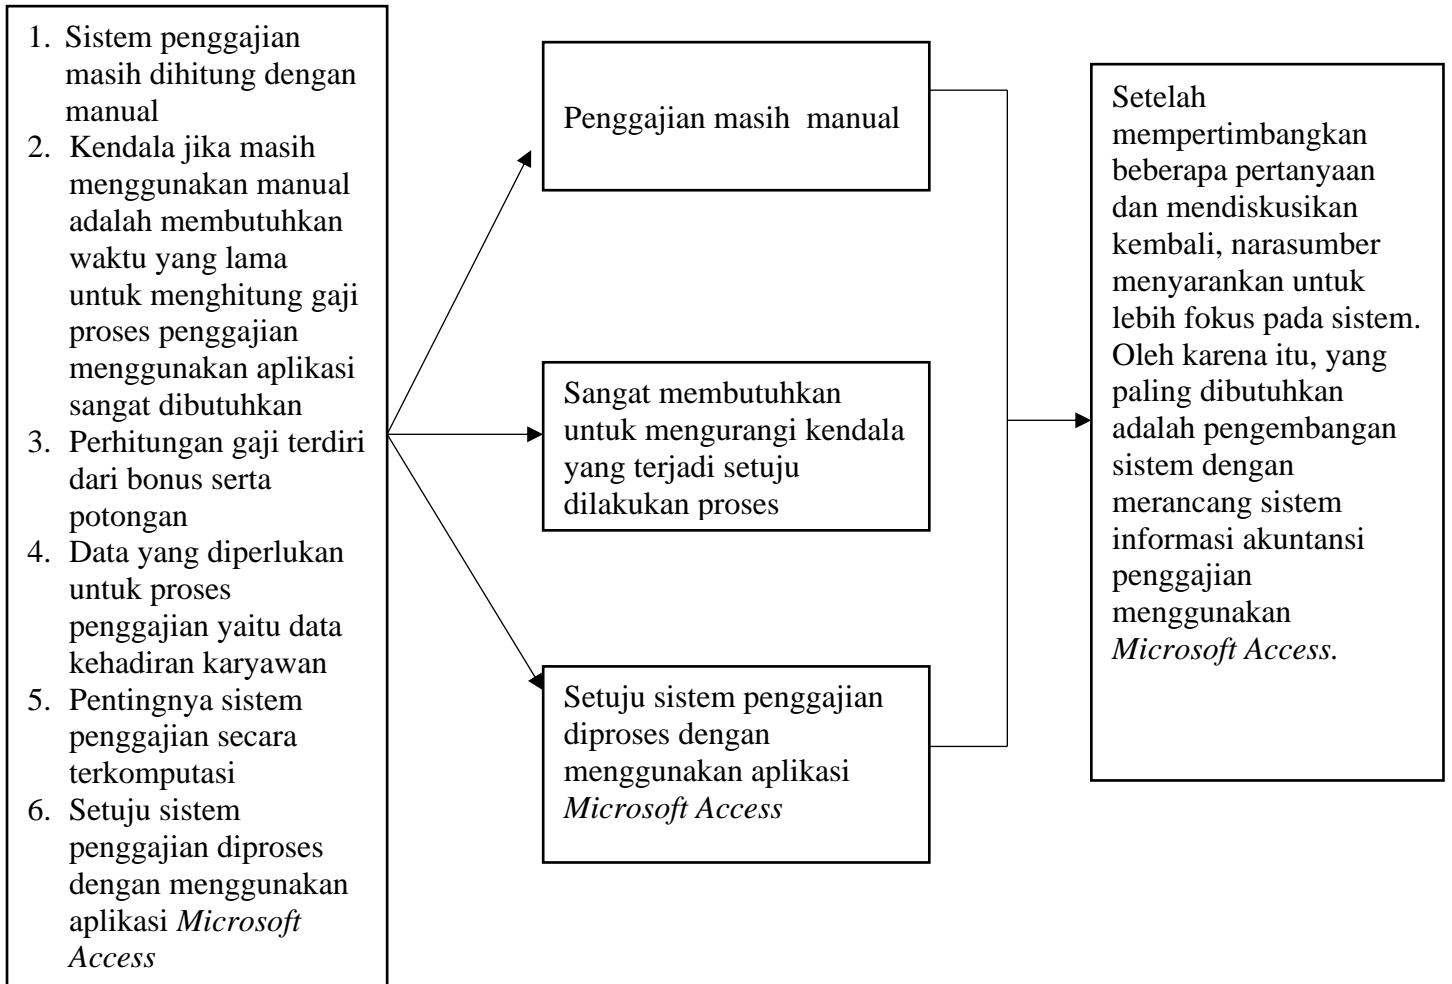 1. Sistem penggajian
masih dihitung dengan
manual
2. Kendala jika masih
menggunakan manual
adalah membutuhkan
waktu yang lama
untuk menghitung gaji
proses penggajian
menggunakan aplikasi
sangat dibutuhkan
3. Perhitungan gaji terdiri
dari bonus serta
potongan
4. Data yang diperlukan
untuk proses
penggajian yaitu data
kehadiran karyawan
5. Pentingnya sistem
penggajian secara
terkomputasi
6. Setuju sistem
penggajian diproses
dengan menggunakan
aplikasi Microsoft
Access
Penggajian masih manual
Sangat membutuhkan
untuk mengurangi kendala
yang terjadi setuju
dilakukan proses
Setuju sistem penggajian
diproses dengan
menggunakan aplikasi
Microsoft Access
Setelah
mempertimbangkan
beberapa pertanyaan
dan mendiskusikan
kembali, narasumber
menyarankan untuk
lebih fokus pada sistem.
Oleh karena itu, yang
paling dibutuhkan
adalah pengembangan
sistem dengan
merancang sistem
informasi akuntansi
penggajian
menggunakan
Microsoft Access.